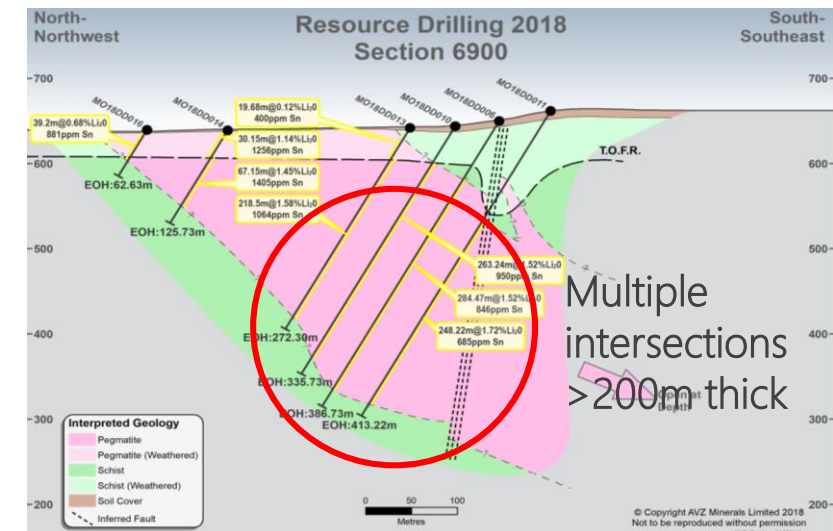 North-
Northwest
Resource Drilling 2018
Section 6900
South-
Southeast
700
700
600
600
500
500
400
400
300
300
200
200
MO18DD016
MO18DD014
MO18DD013
MO18DD010
MO18DD006
MO18DD011
39.2m@0.68%Li₂0
881ppm Sn
19.68m@0.12%Li₂0
400ppm Sn
30.15m@1.14%Li₂0
1256ppm Sn
67.15m@1.45%Li₂0
1405ppm Sn
218.5m@1.58%Li₂0
1064ppm Sn
263.24m@1.52%Li₂0
950ppm Sn
284.47m@1.52%Li₂0
846ppm Sn
248.22m@1.72%Li₂0
685ppm Sn
T.O.F.R.
EOH:62.63m
EOH:125.73m
EOH:272.30m
EOH:335.73m
EOH:386.73m
EOH:413.22m
Multiple
intersections
>200m thick
Open at
Depth
Interpreted Geology
Pegmatite
Pegmatite (Weathered)
Schist
Schist (Weathered)
Soil Cover
Inferred Fault
0 50 100
Metres
© Copyright AVZ Minerals Limited 2018
Not to be reproduced without permission